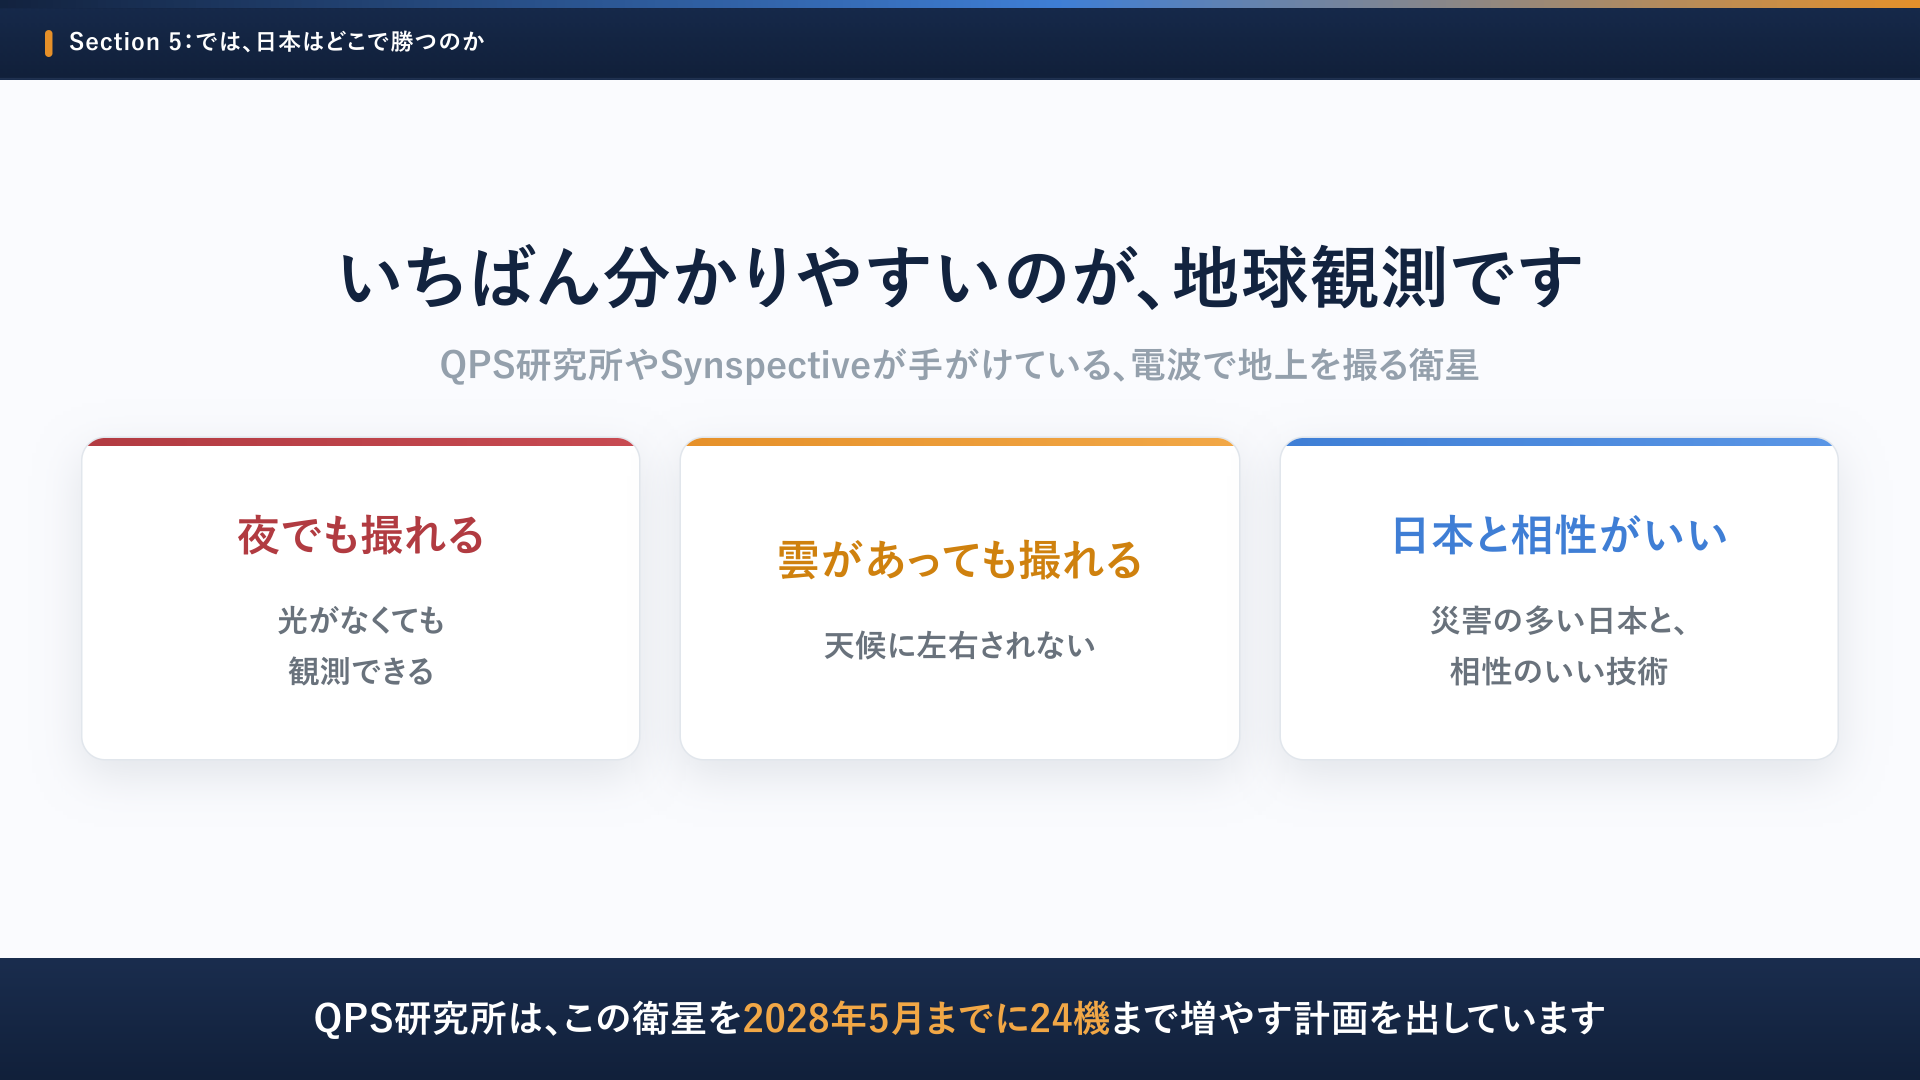 Section 5：では、日本はどこで勝つのか
いちばん分かりやすいのが、地球観測です
QPS研究所やSynspectiveが手がけている、電波で地上を撮る衛星
夜でも撮れる
光がなくても
観測できる
雲があっても撮れる
天候に左右されない
日本と相性がいい
災害の多い日本と、
相性のいい技術
QPS研究所は、この衛星を2028年5月までに24機まで増やす計画を出しています